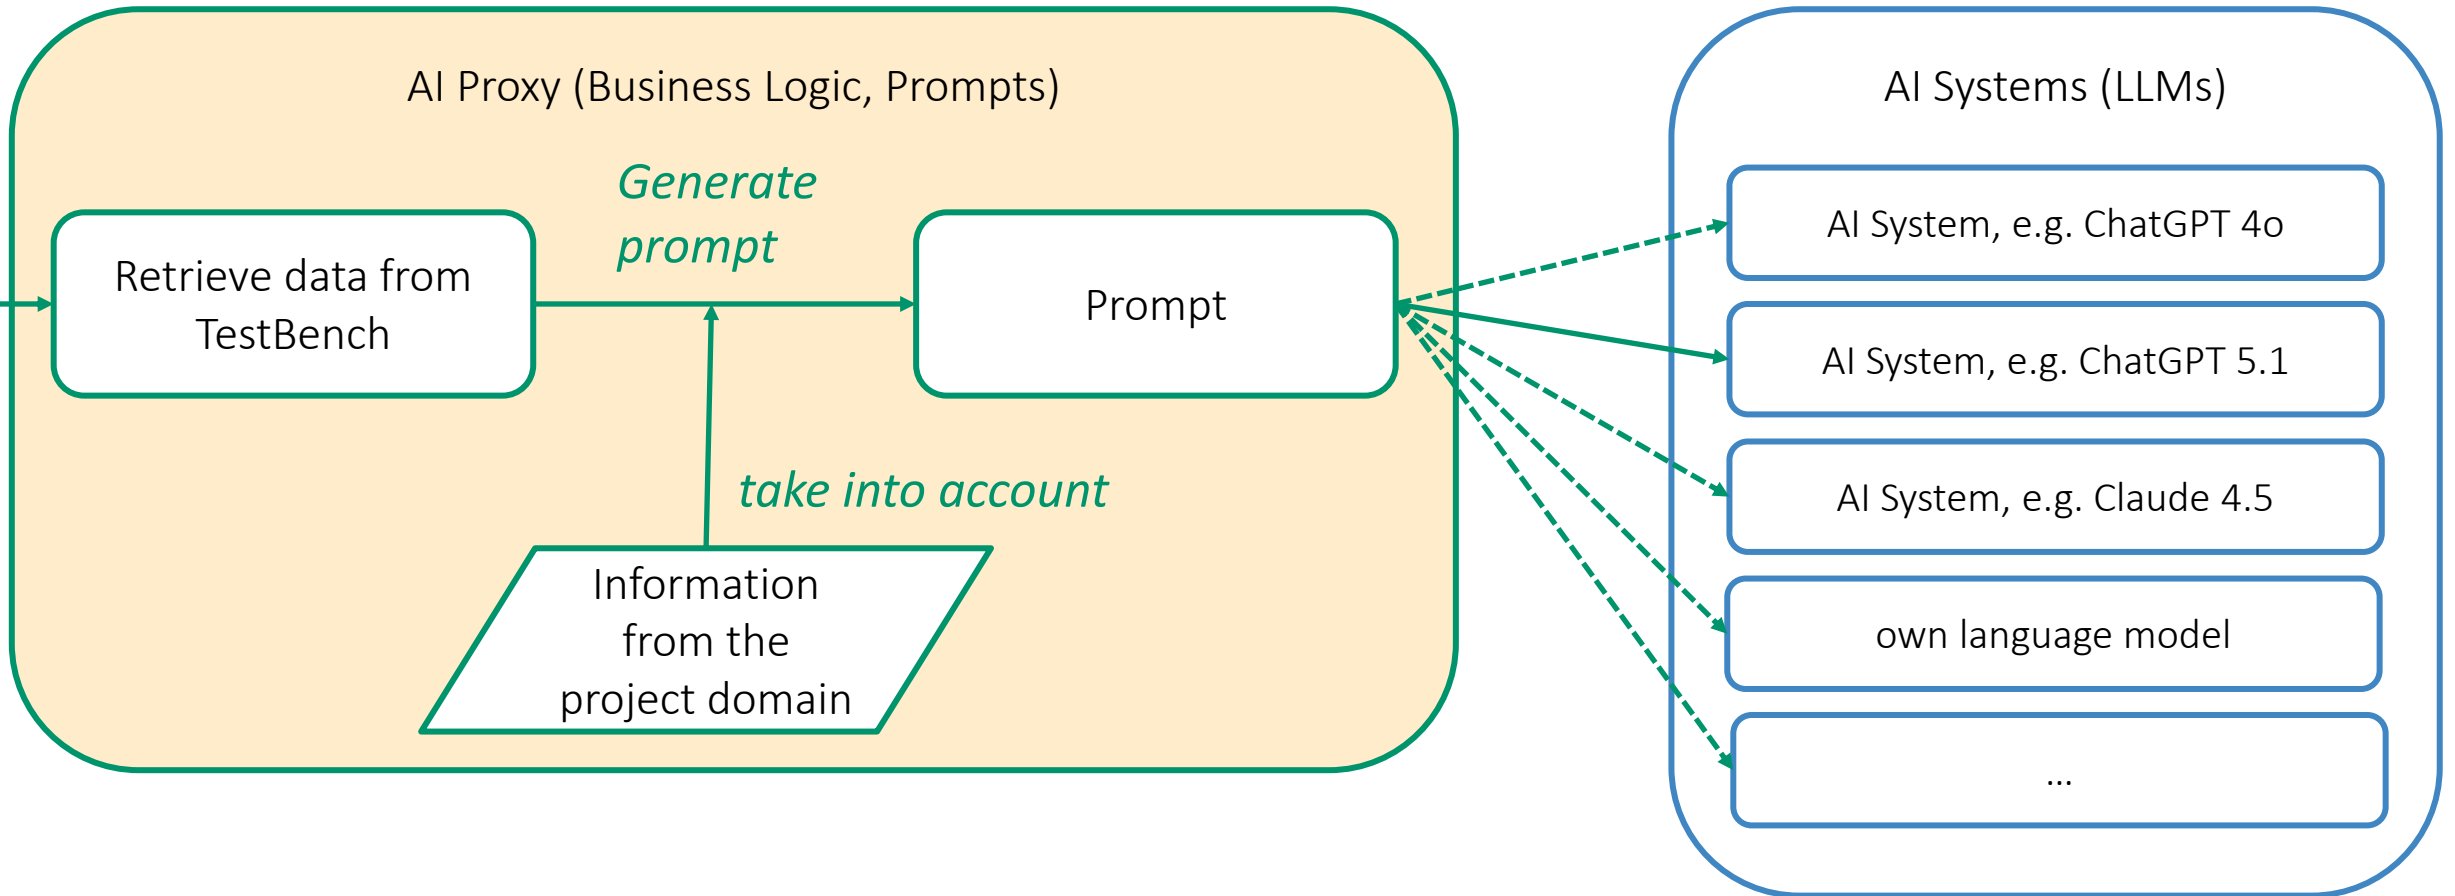 AI Proxy (Business Logic, Prompts)
Generate
prompt
Retrieve data from
TestBench
Prompt
take into account
Information
from the
project domain
AI Systems (LLMs)
AI System, e.g. ChatGPT 4o
AI System, e.g. ChatGPT 5.1
AI System, e.g. Claude 4.5
own language model
...